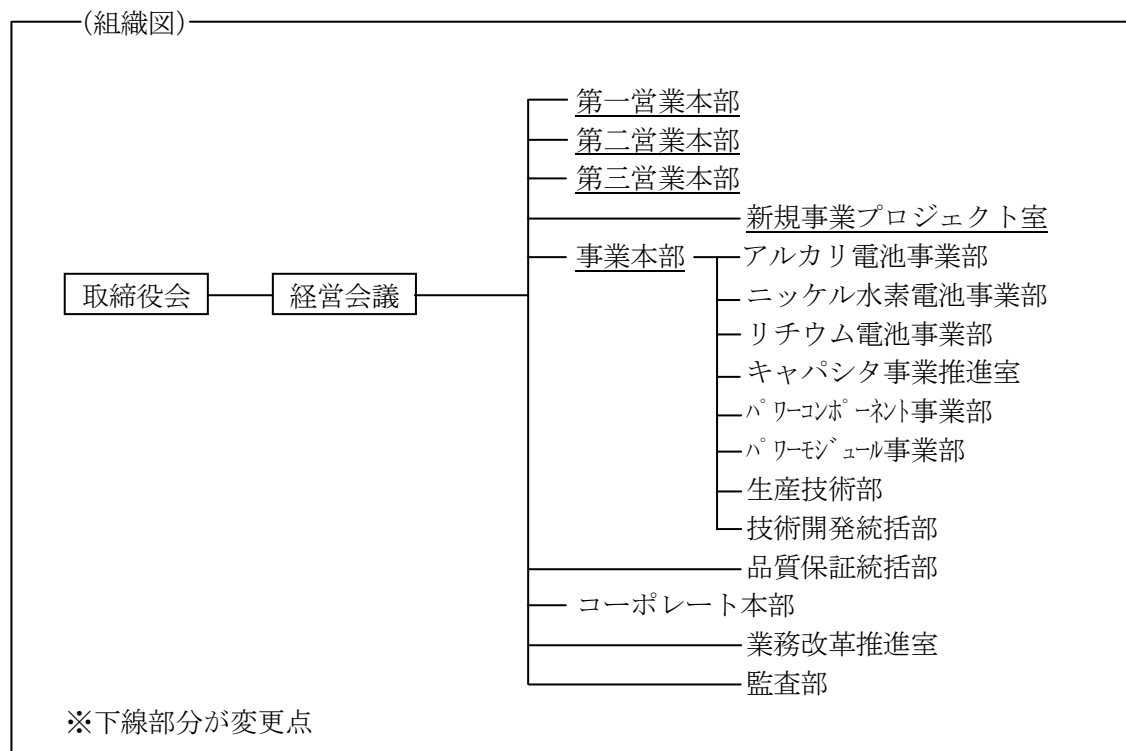 (組織図)
第一営業本部
第二営業本部
第三営業本部
新規事業プロジェクト室
事業本部 アルカリ電池事業部
取締役会 経営会議 ニッケル水素電池事業部
リチウム電池事業部
キャパシタ事業推進室
パワーコンポーネント事業部
パワーモジュール事業部
生産技術部
技術開発統括部
品質保証統括部
コーポレート本部
業務改革推進室
監査部
※下線部分が変更点